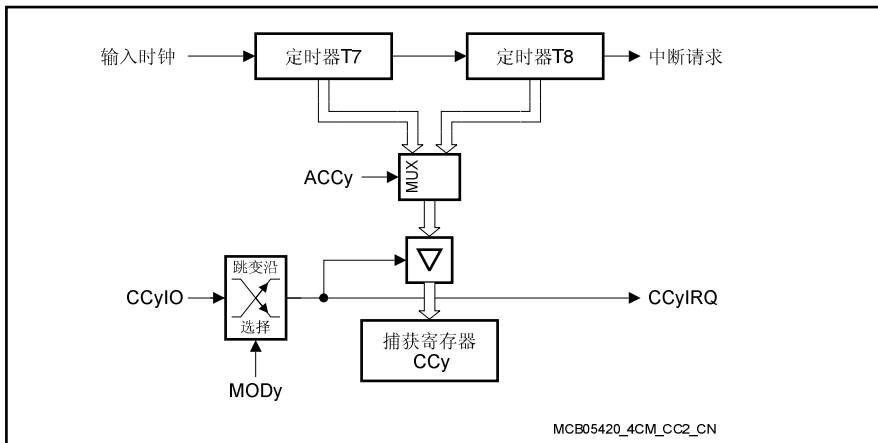 输入时钟
定时器T7
定时器T8
中断请求
ACCy
MUX
跳变沿
CCyIO
选择
CCyIRQ
捕获寄存器
CCy
MODy
MCB05420_4CM_CC2_CN